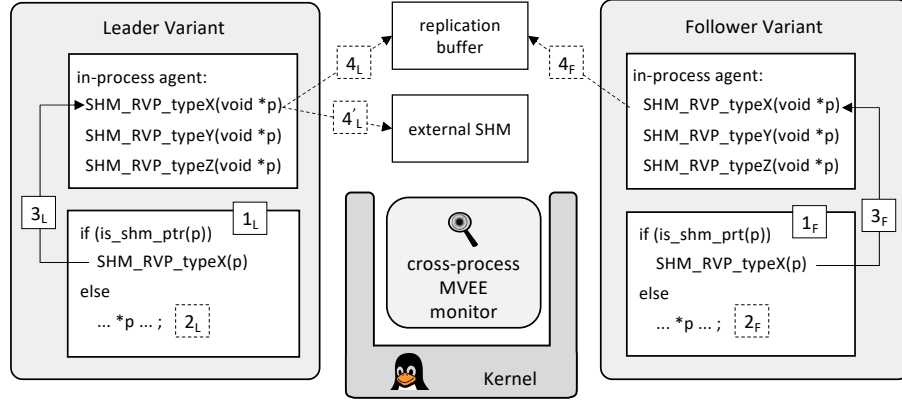 Leader Variant
in-process agent:
SHM_RVP_typeX(void *p)
SHM_RVP_typeY(void *p)
SHM_RVP_typeZ(void *p)
3L
1L
if (is_shm_ptr(p))
SHM_RVP_typeX(p)
else
... *p ... ;
2L
4L
4'L
replication
buffer
external SHM
cross-process
MVEE
monitor
Kernel
4F
Follower Variant
in-process agent:
SHM_RVP_typeX(void *p)
SHM_RVP_typeY(void *p)
SHM_RVP_typeZ(void *p)
1F
3F
if (is_shm_prt(p))
SHM_RVP_typeX(p)
else
... *p ... ;
2F